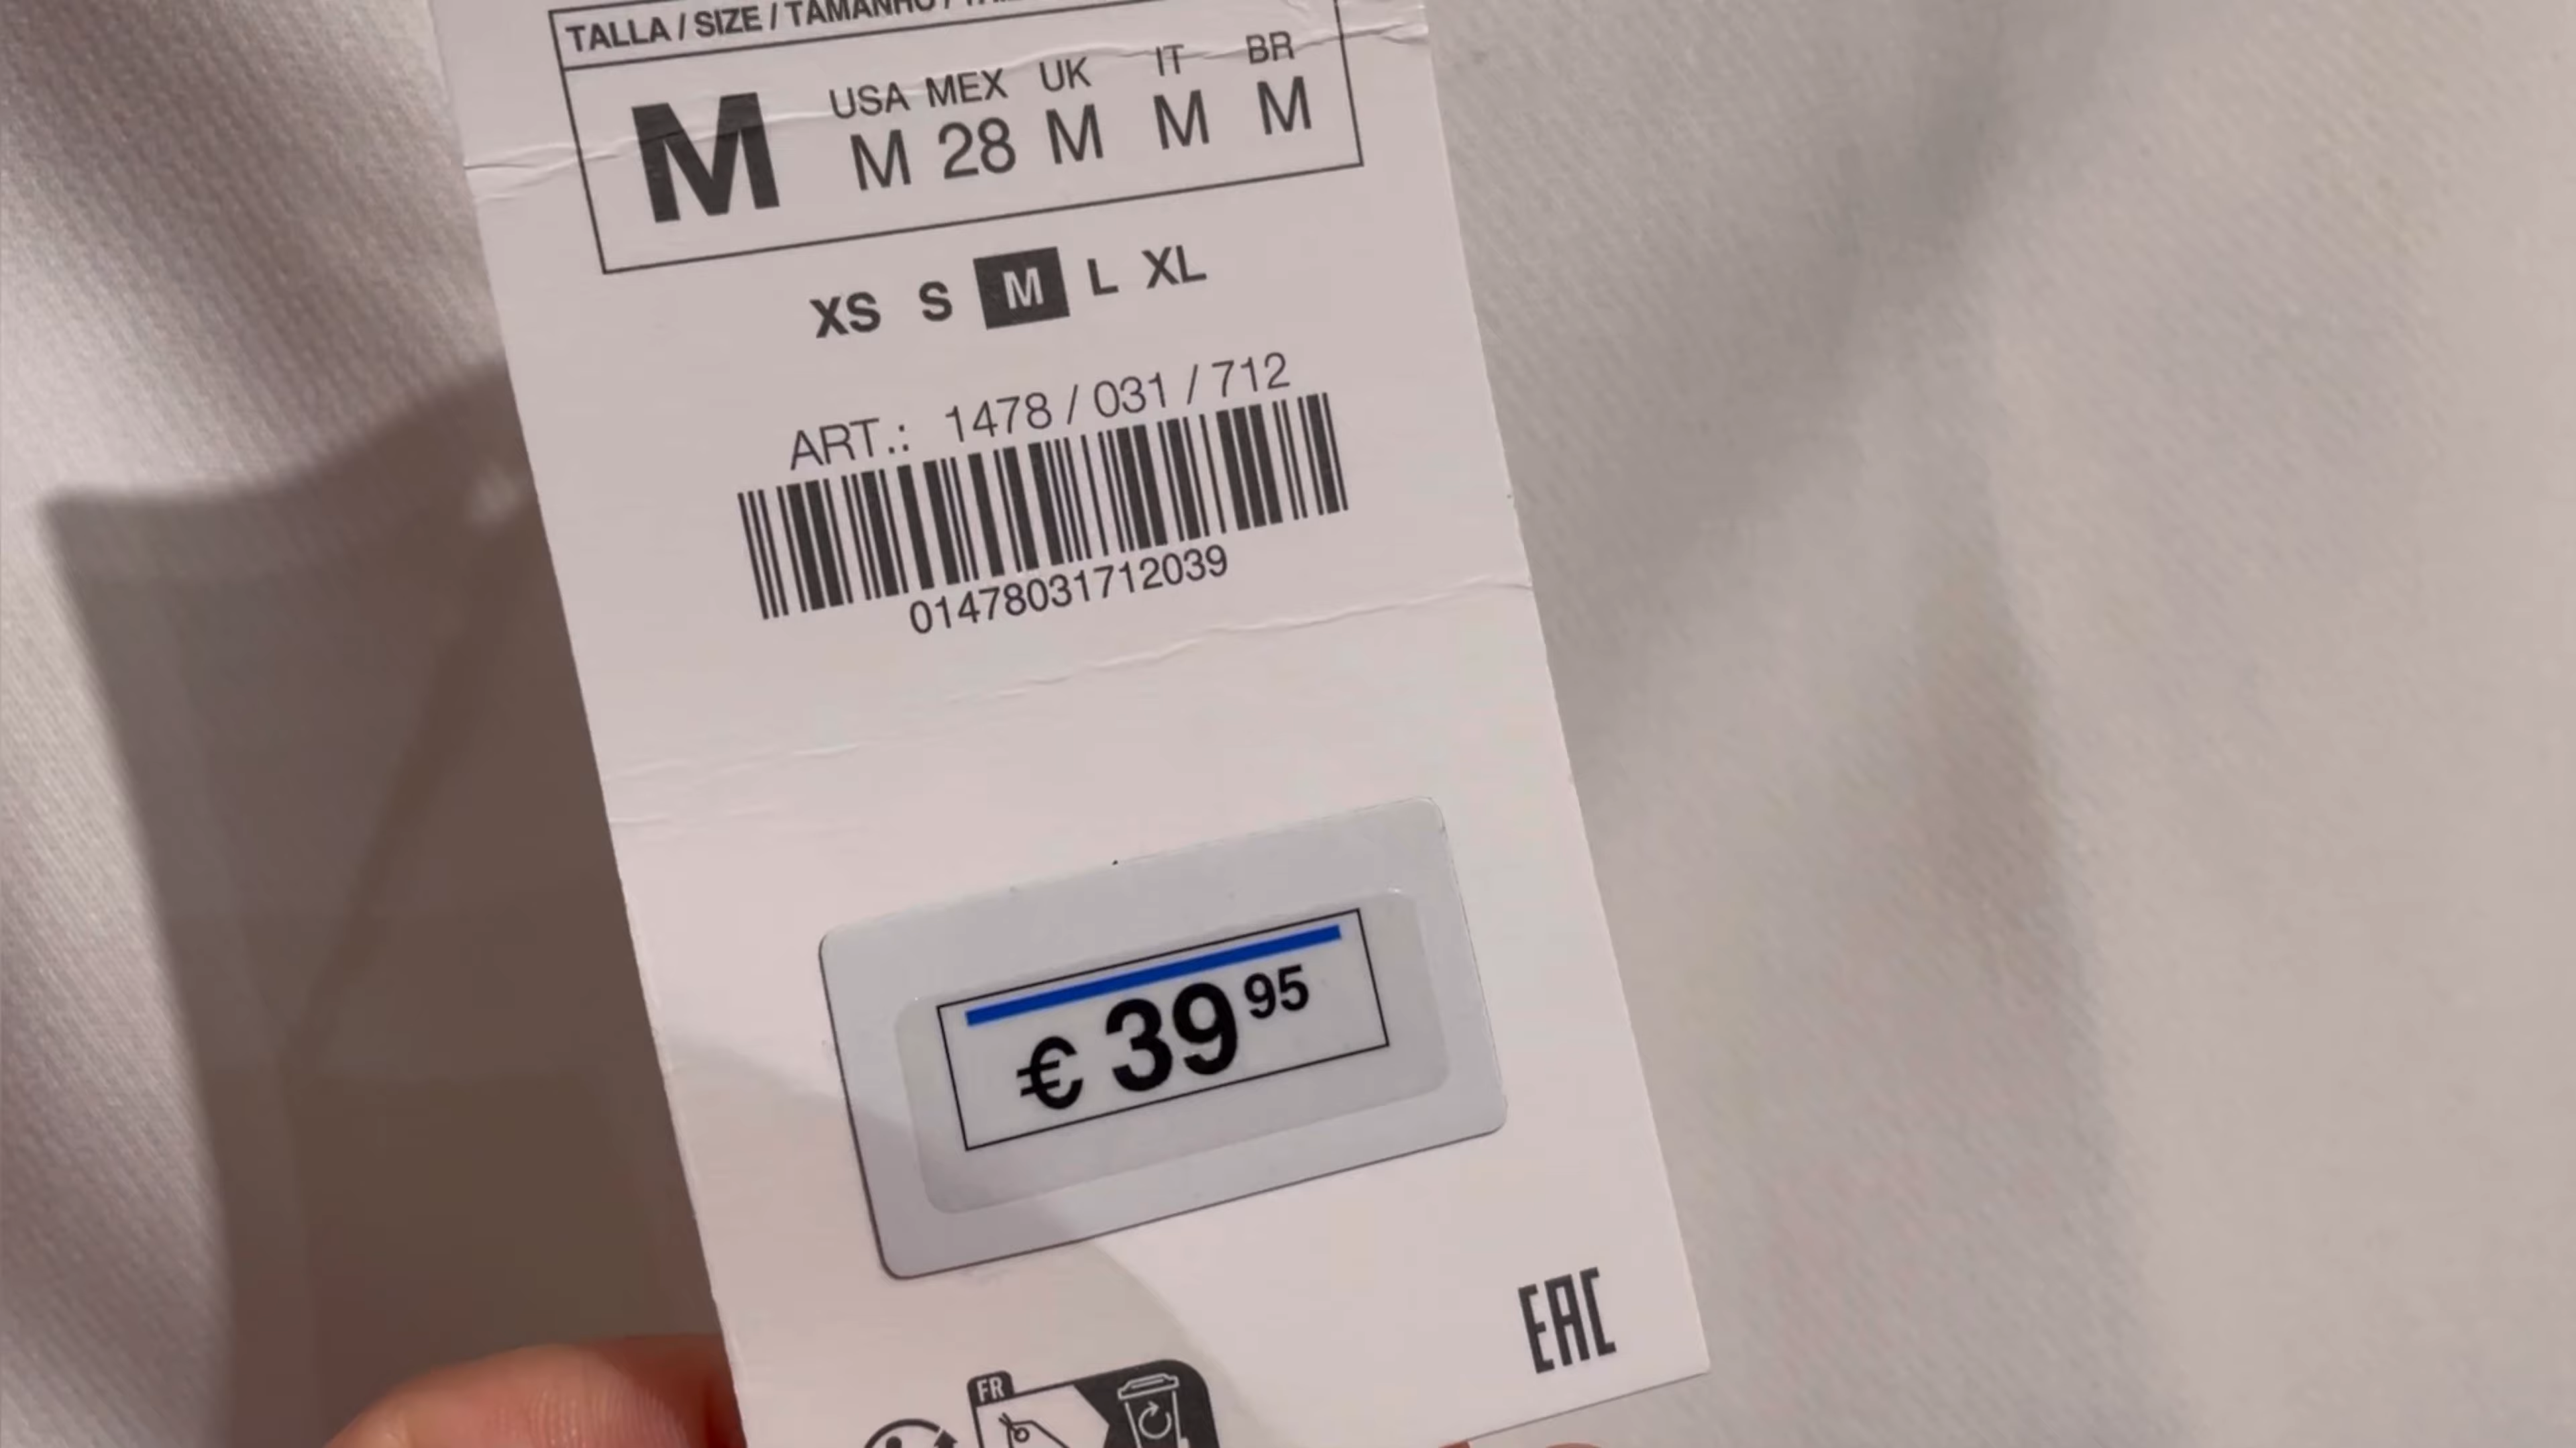 TALLA / SIZE / TAMANHO /
USA MEX UK IT BR
M M 28 M M M
XS S M L XL
ART.: 1478 / 031 / 712
01478031712039
€ 39 95
EAC
FR